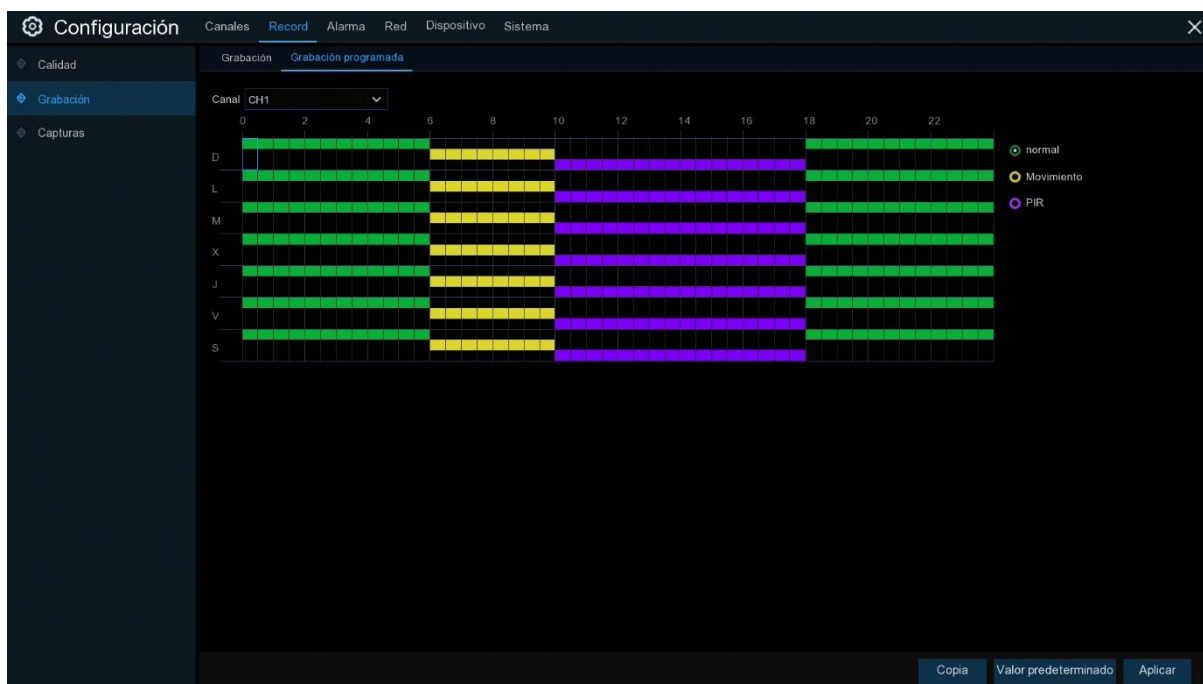 Configuración
Canales Record Alarma Red Dispositivo Sistema
Calidad
Grabación
Capturas
Grabación Grabación programada
Canal CH1
0 2 4 6 8 10 12 14 16 18 20 22
D
L
M
X
J
V
S
normal
Movimiento
PIR
Copia Valor predeterminado Aplicar